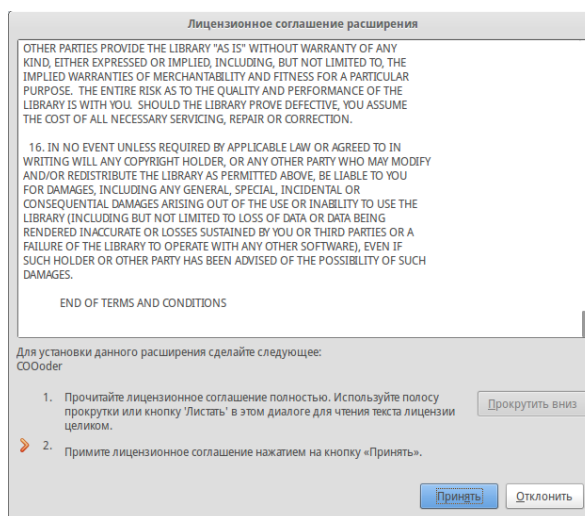 Лицензионное соглашение расширения
OTHER PARTIES PROVIDE THE LIBRARY "AS IS" WITHOUT WARRANTY OF ANY
KIND, EITHER EXPRESSED OR IMPLIED, INCLUDING, BUT NOT LIMITED TO, THE
IMPLIED WARRANTIES OF MERCHANTABILITY AND FITNESS FOR A PARTICULAR
PURPOSE.  THE ENTIRE RISK AS TO THE QUALITY AND PERFORMANCE OF THE
LIBRARY IS WITH YOU.  SHOULD THE LIBRARY PROVE DEFECTIVE, YOU ASSUME
THE COST OF ALL NECESSARY SERVICING, REPAIR OR CORRECTION.
16. IN NO EVENT UNLESS REQUIRED BY APPLICABLE LAW OR AGREED TO IN
WRITING WILL ANY COPYRIGHT HOLDER, OR ANY OTHER PARTY WHO MAY MODIFY
AND/OR REDISTRIBUTE THE LIBRARY AS PERMITTED ABOVE, BE LIABLE TO YOU
FOR DAMAGES, INCLUDING ANY GENERAL, SPECIAL, INCIDENTAL OR
CONSEQUENTIAL DAMAGES ARISING OUT OF THE USE OR INABILITY TO USE THE
LIBRARY (INCLUDING BUT NOT LIMITED TO LOSS OF DATA OR DATA BEING
RENDERED INACCURATE OR LOSSES SUSTAINED BY YOU OR THIRD PARTIES OR A
FAILURE OF THE LIBRARY TO OPERATE WITH ANY OTHER SOFTWARE), EVEN IF
SUCH HOLDER OR OTHER PARTY HAS BEEN ADVISED OF THE POSSIBILITY OF SUCH
DAMAGES.
END OF TERMS AND CONDITIONS
Для установки данного расширения сделайте следующее:
COOoder
1. Прочитайте лицензионное соглашение полностью. Используйте полосу
прокрутки или кнопку 'Листать' в этом диалоге для чтения текста лицензии
целиком.
Прокрутить вниз
2. Примите лицензионное соглашение нажатием на кнопку «Принять».
Принять
Отклонить